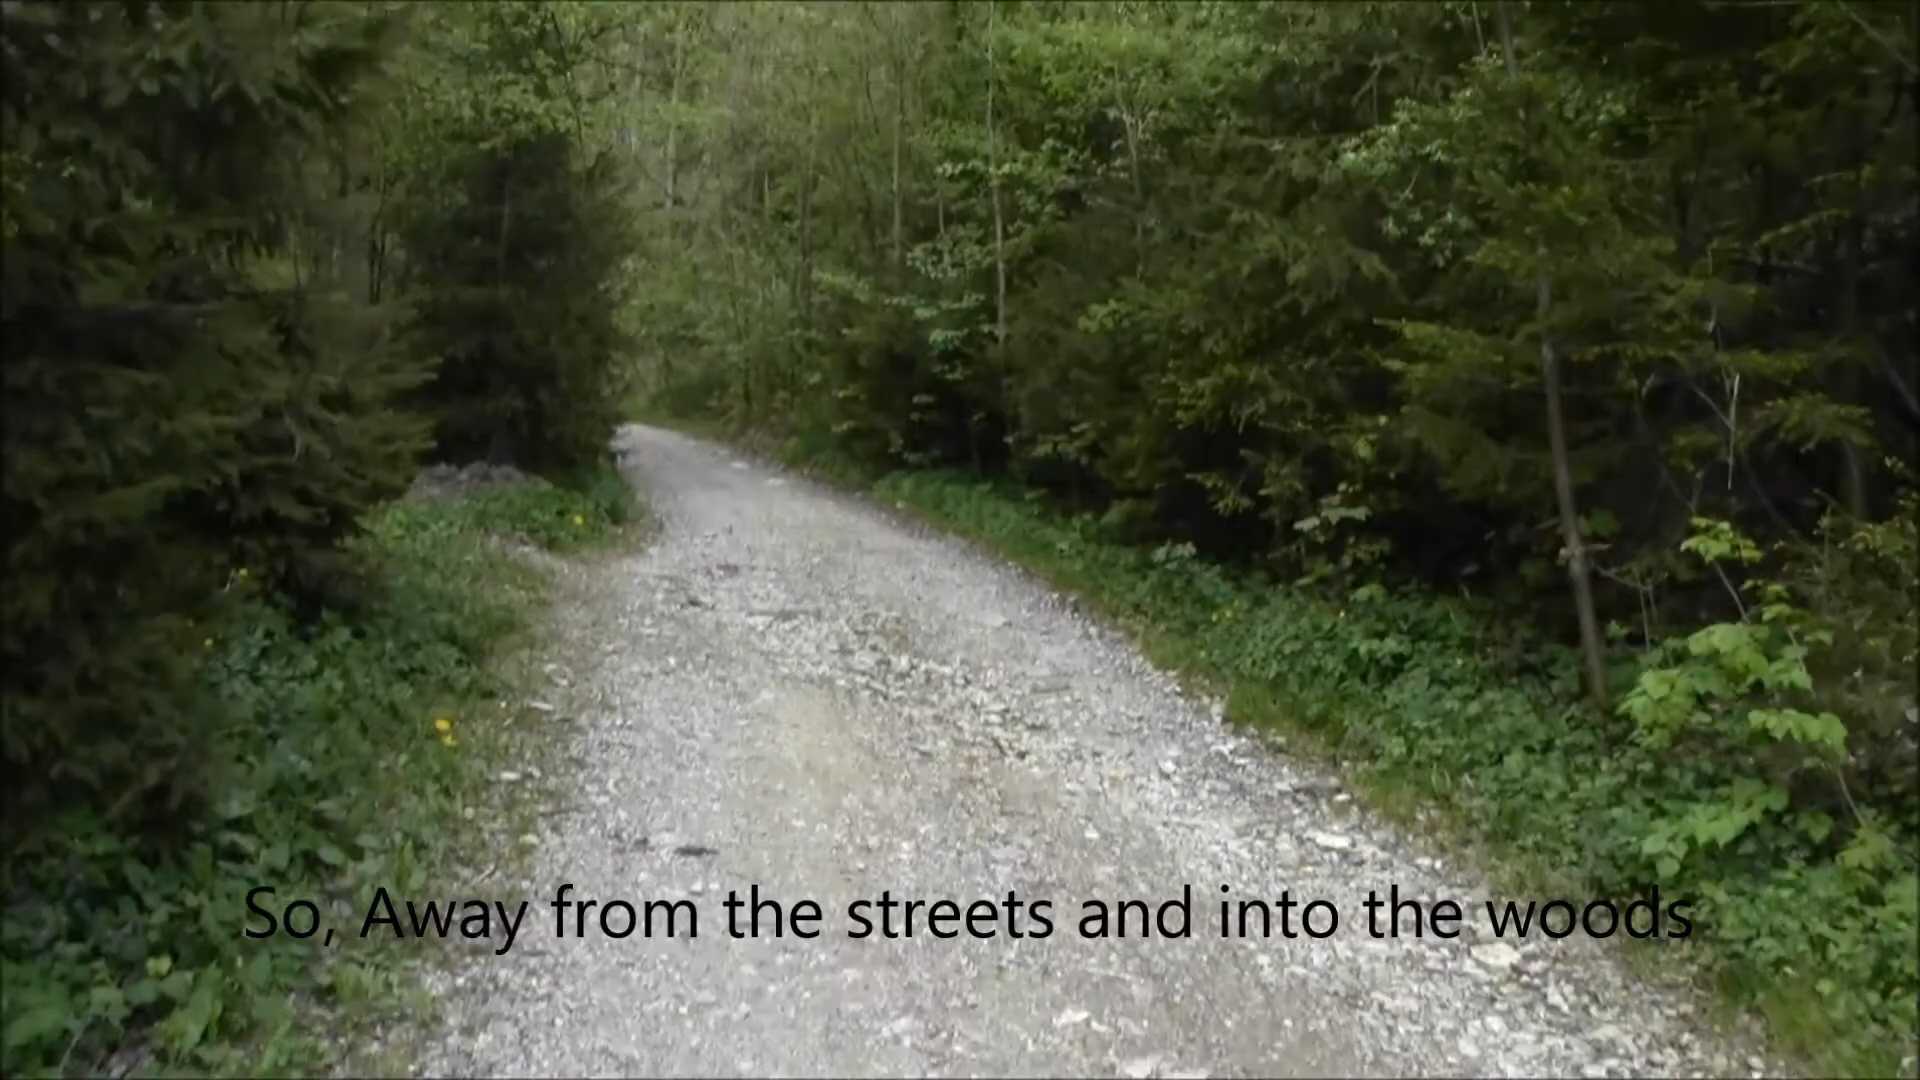 So, Away from the streets and into the woods